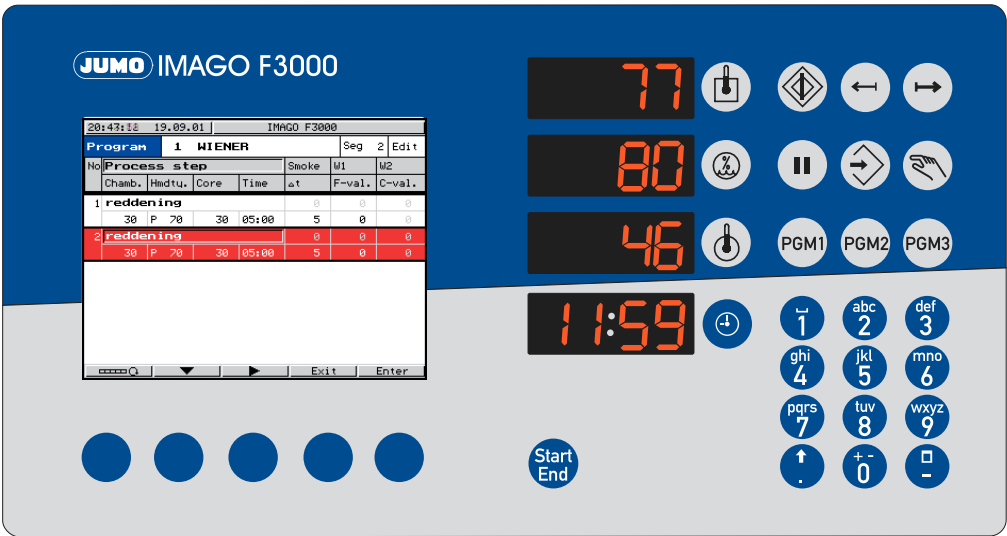 JUMO IMAGO F3000
20:43:58 19.09.01 IMAGO F3000
Program 1 WIENER Seg 2 Edit
No Process step Smoke W1 W2
Chamb. Hmdty. Core Time Δt F-val. C-val.
1 reddening 0 0 0
30 P 70 30 05:00 5 0 0
2 reddening 0 0 0
30 P 70 30 05:00 5 0 0
Exit Enter
77
80
%
46
11:59
PGM1 PGM2 PGM3
1
abc
2
def
3
ghi
4
jkl
5
mno
6
pqrs
7
tuv
8
wxyz
9
.
+ -
0
-
Start
End